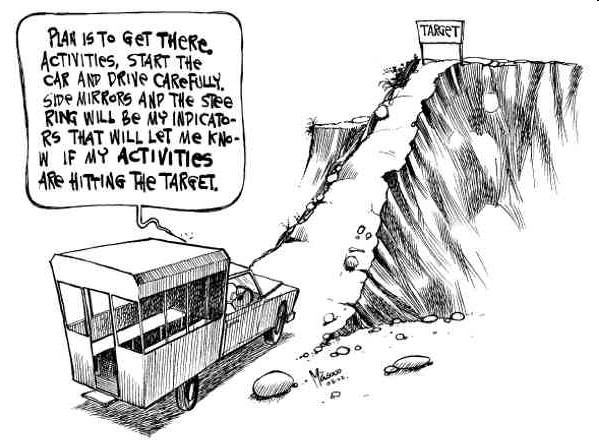 PLAN IS TO GET THERE.
ACTIVITIES, START THE
CAR AND DRIVE CAREFULLY.
SIDE MIRRORS AND THE STEE
RING WILL BE MY INDICATO-
RS THAT WILL LET ME KNO-
W IF MY ACTIVITIES
ARE HITTING THE TARGET.
TARGET